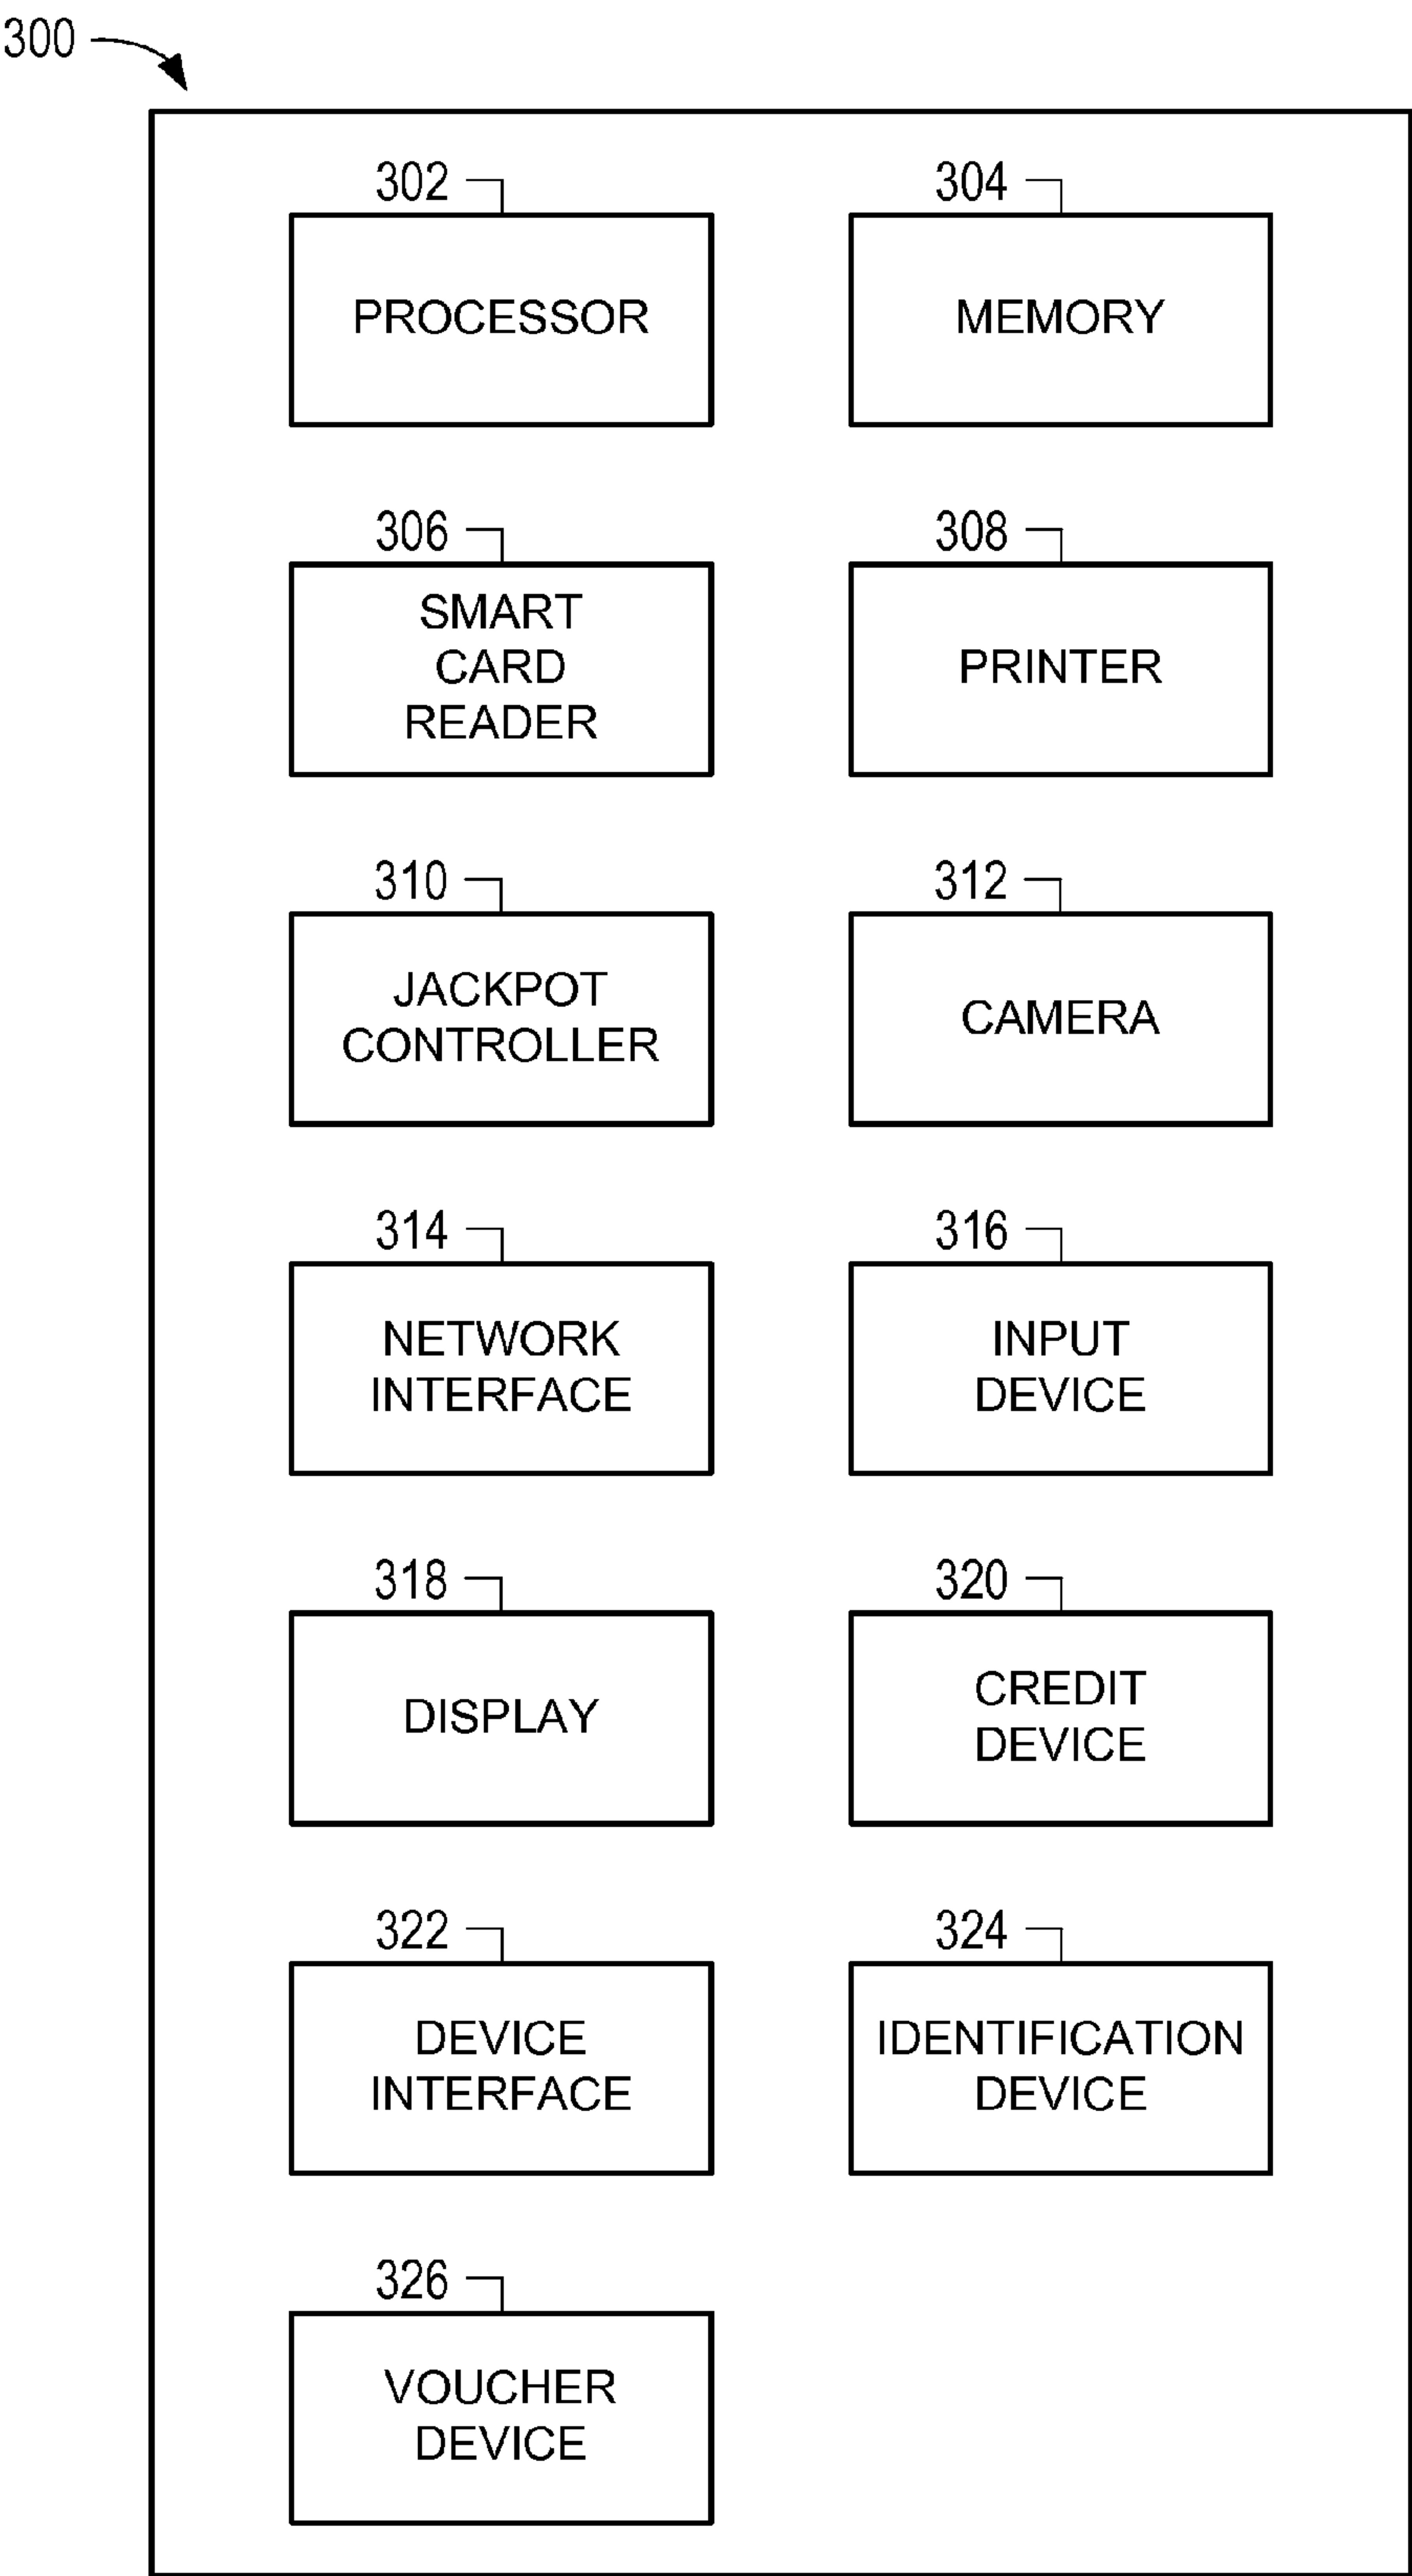 300
302
304
PROCESSOR
MEMORY
306
308
SMART
CARD
READER
PRINTER
310
312
JACKPOT
CONTROLLER
CAMERA
314
316
NETWORK
INTERFACE
INPUT
DEVICE
318
320
DISPLAY
CREDIT
DEVICE
322
324
DEVICE
INTERFACE
IDENTIFICATION
DEVICE
326
VOUCHER
DEVICE